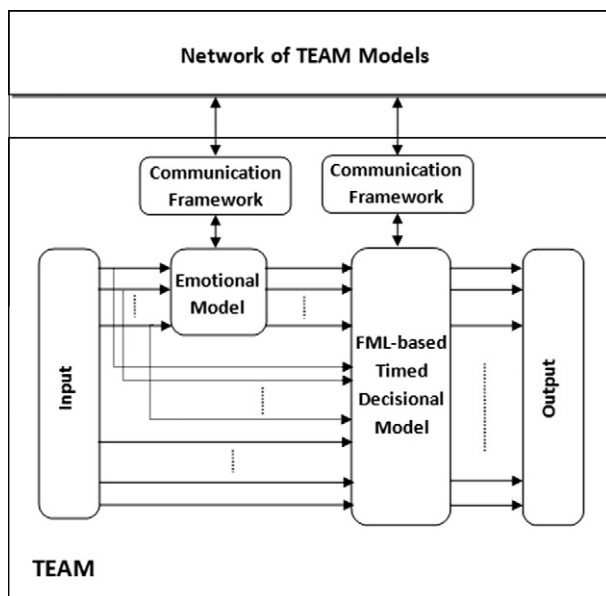 Network of TEAM Models
Communication
Framework
Communication
Framework
Input
Emotional
Model
FML-based
Timed
Decisional
Model
Output
TEAM